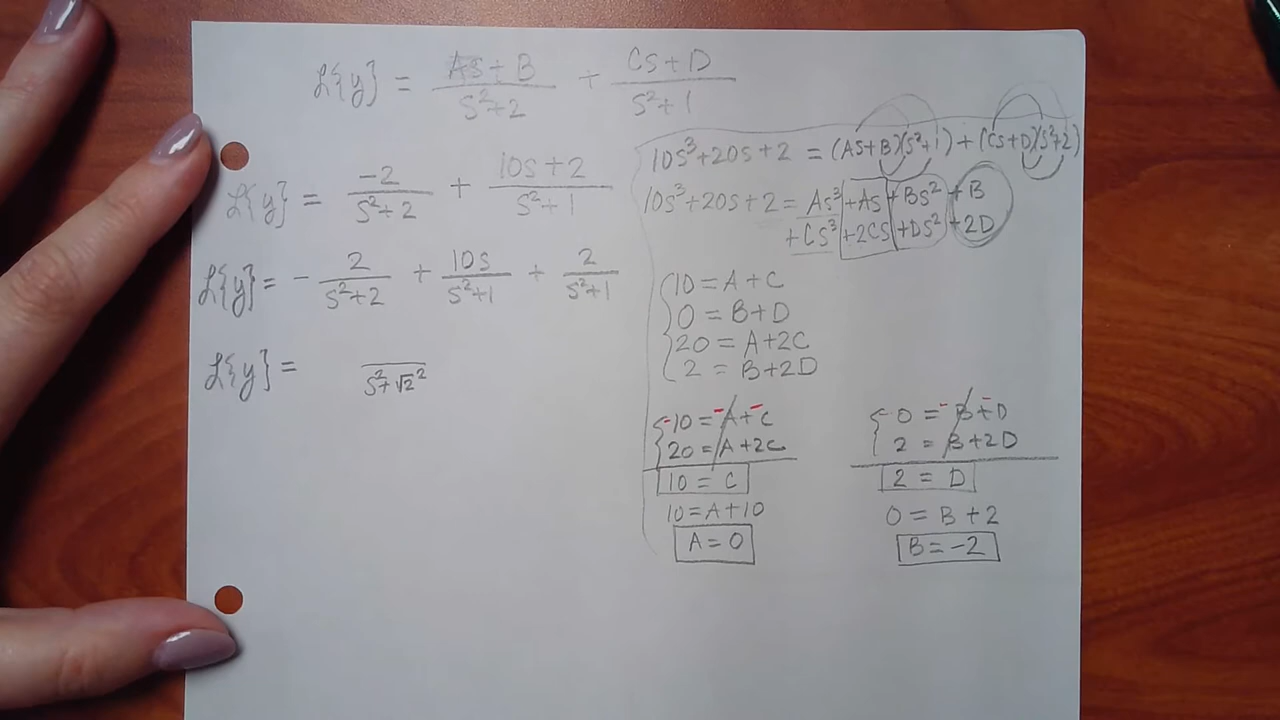 ℒ{y} = (As + B)/(s²+2) + (Cs + D)/(s²+1)
ℒ{y} = -2/(s²+2) + (10s+2)/(s²+1)
ℒ{y} = - 2/(s²+2) + 10s/(s²+1) + 2/(s²+1)
ℒ{y} = /(s²+√2²)
10s³+20s+2 = (As+B)(s²+1) + (Cs+D)(s²+2)
10s³+20s+2 = As³+As+Bs²+B
+Cs³+2Cs+Ds²+2D
10 = A+C
0 = B+D
20 = A+2C
2 = B+2D
-10 = -A+-C
20 = A+2C
10 = C
10=A+10
A = 0
0 = -B+-D
2 = B+2D
2 = D
0 = B+2
B = -2